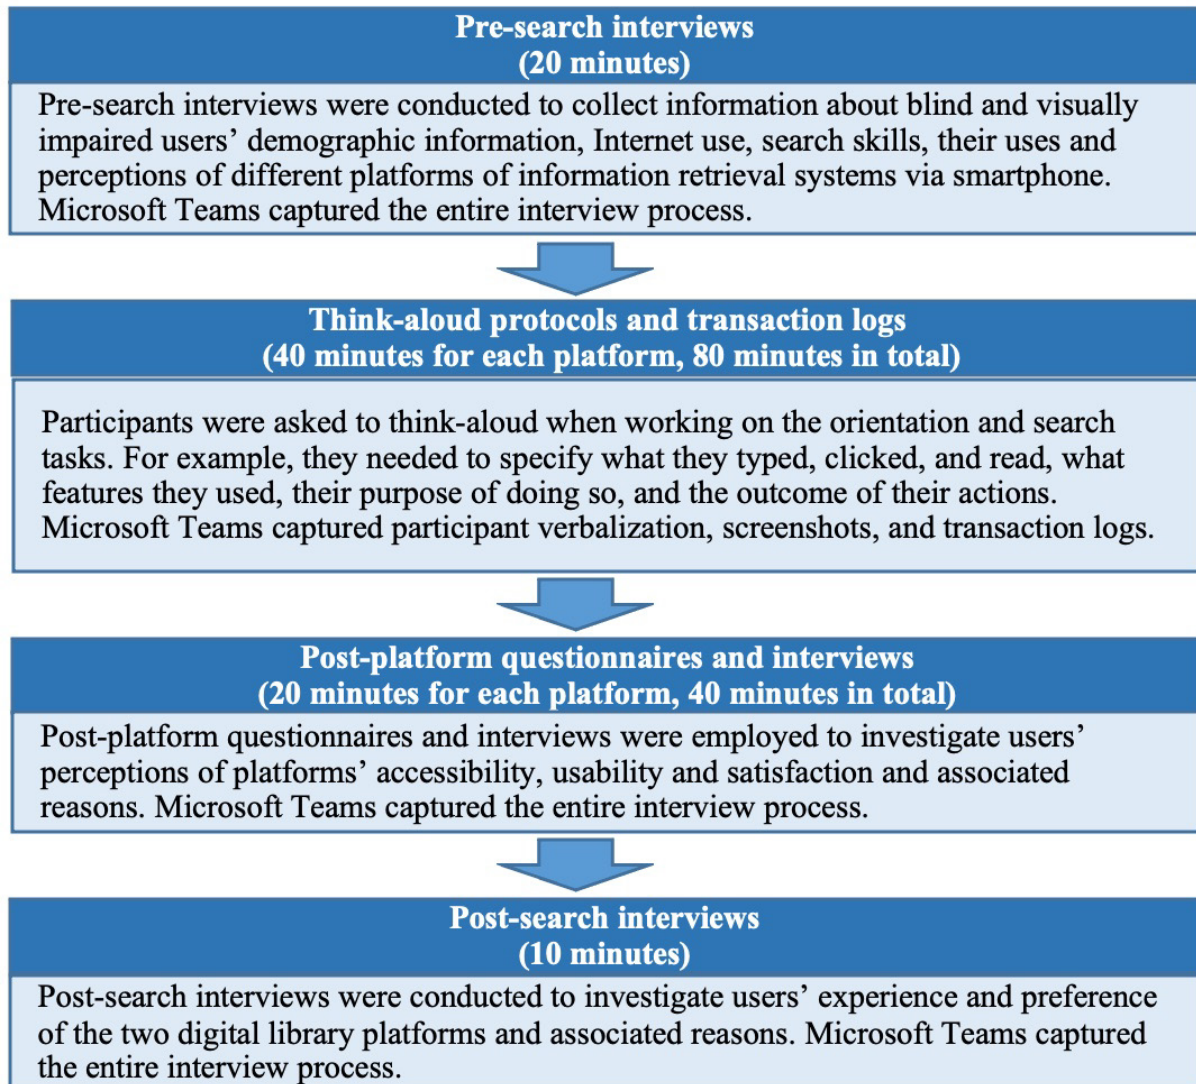 Pre-search interviews
(20 minutes)
Pre-search interviews were conducted to collect information about blind and visually
impaired users’ demographic information, Internet use, search skills, their uses and
perceptions of different platforms of information retrieval systems via smartphone.
Microsoft Teams captured the entire interview process.
Think-aloud protocols and transaction logs
(40 minutes for each platform, 80 minutes in total)
Participants were asked to think-aloud when working on the orientation and search
tasks. For example, they needed to specify what they typed, clicked, and read, what
features they used, their purpose of doing so, and the outcome of their actions.
Microsoft Teams captured participant verbalization, screenshots, and transaction logs.
Post-platform questionnaires and interviews
(20 minutes for each platform, 40 minutes in total)
Post-platform questionnaires and interviews were employed to investigate users’
perceptions of platforms’ accessibility, usability and satisfaction and associated
reasons. Microsoft Teams captured the entire interview process.
Post-search interviews
(10 minutes)
Post-search interviews were conducted to investigate users’ experience and preference
of the two digital library platforms and associated reasons. Microsoft Teams captured
the entire interview process.